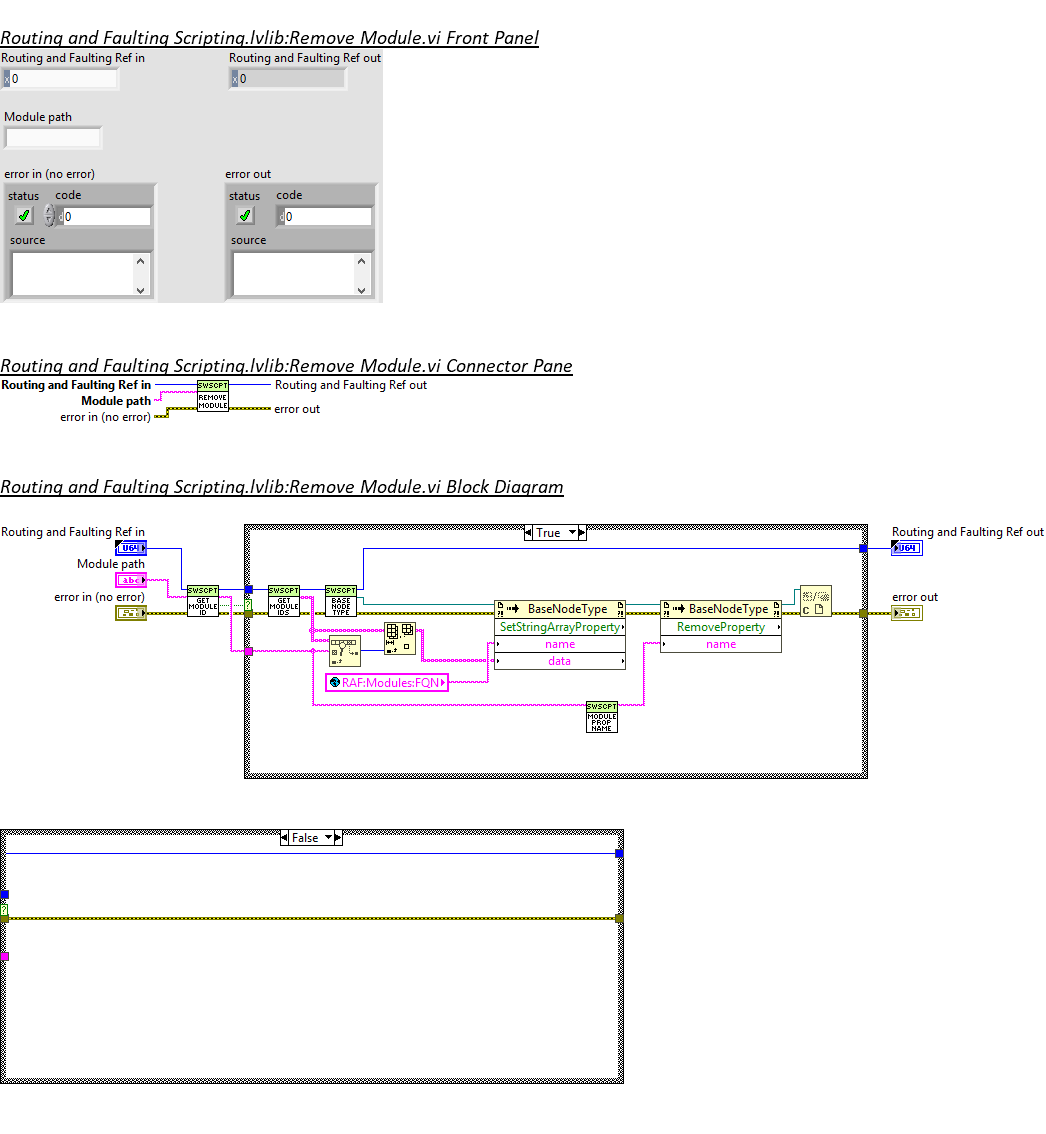 Routing and Faulting Scripting.lvlib:Remove Module.vi Front Panel
Routing and Faulting Ref in
Routing and Faulting Ref out
x 0
x 0
Module path
error in (no error)
error out
status code
status code
d 0
d 0
source
source
Routing and Faulting Scripting.lvlib:Remove Module.vi Connector Pane
Routing and Faulting Ref in
SWSCPT
REMOVE
MODULE
Routing and Faulting Ref out
Module path
error in (no error)
error out
Routing and Faulting Scripting.lvlib:Remove Module.vi Block Diagram
Routing and Faulting Ref in
True
Routing and Faulting Ref out
U64
U64
Module path
abc
error in (no error)
error out
SWSCPT
GET
MODULE
ID
?
SWSCPT
GET
MODULE
IDS
SWSCPT
BASE
NODE
TYPE
BaseNodeType
SetStringArrayProperty
name
data
BaseNodeType
RemoveProperty
name
C
RAF:Modules:FQN
SWSCPT
MODULE
PROP
NAME
False
?